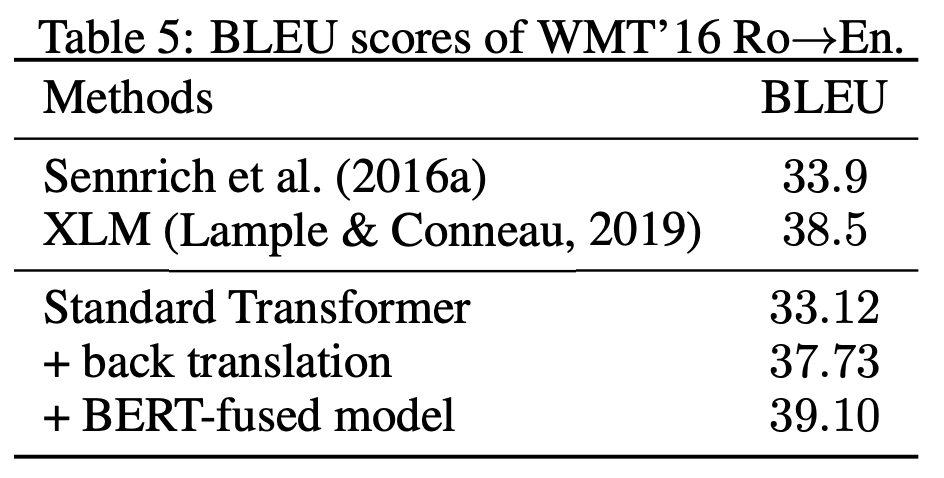 Table 5: BLEU scores of WMT’16 Ro→En.
Methods BLEU
Sennrich et al. (2016a) 33.9
XLM (Lample & Conneau, 2019) 38.5
Standard Transformer 33.12
+ back translation 37.73
+ BERT-fused model 39.10